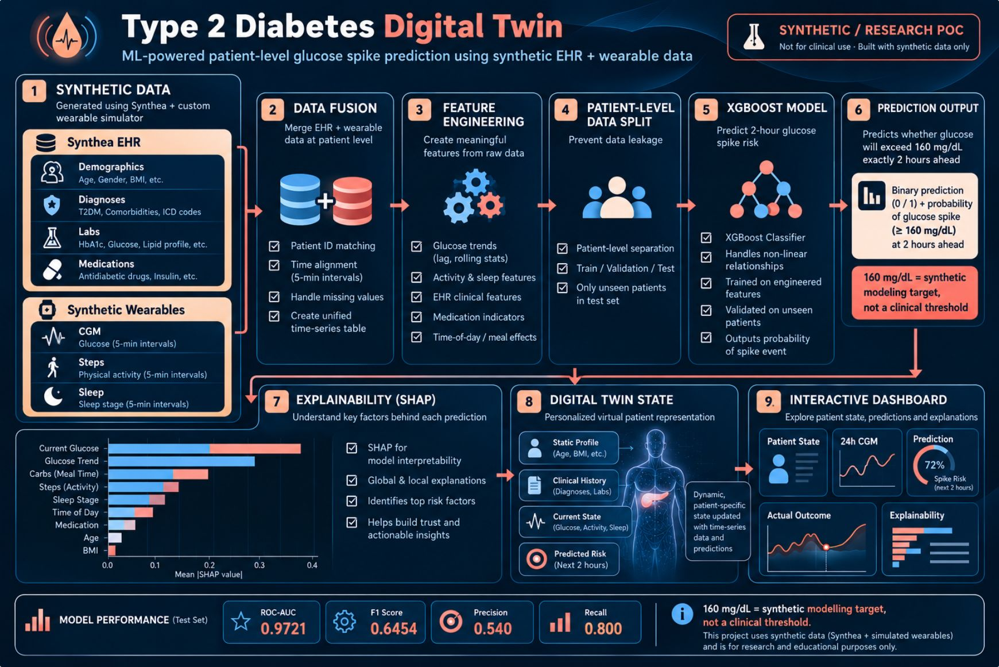 Type 2 Diabetes Digital Twin
ML-powered patient-level glucose spike prediction using synthetic EHR + wearable data
SYNTHETIC / RESEARCH POC
Not for clinical use · Built with synthetic data only
1
SYNTHETIC DATA
Generated using Synthea + custom
wearable simulator
Synthea EHR
Demographics
Age, Gender, BMI, etc.
Diagnoses
T2DM, Comorbidities, ICD codes
Labs
HbA1c, Glucose, Lipid profile, etc.
Medications
Antidiabetic drugs, Insulin, etc.
Synthetic Wearables
CGM
Glucose (5-min intervals)
Steps
Physical activity (5-min intervals)
Sleep
Sleep stage (5-min intervals)
2
DATA FUSION
Merge EHR + wearable
data at patient level
+
Patient ID matching
Time alignment
(5-min intervals)
Handle missing values
Create unified
time-series table
3
FEATURE
ENGINEERING
Create meaningful
features from raw data
Glucose trends
(lag, rolling stats)
Activity & sleep features
EHR clinical features
Medication indicators
Time-of-day / meal effects
4
PATIENT-LEVEL
DATA SPLIT
Prevent data leakage
Patient-level separation
Train / Validation / Test
Only unseen patients
in test set
5
XGBOOST MODEL
Predict 2-hour glucose
spike risk
XGBoost Classifier
Handles non-linear
relationships
Trained on engineered
features
Validated on unseen
patients
Outputs probability
of spike event
6
PREDICTION OUTPUT
Predicts whether glucose
will exceed 160 mg/dL
exactly 2 hours ahead
Binary prediction
(0 / 1) + probability
of glucose spike
(≥ 160 mg/dL)
at 2 hours ahead
160 mg/dL = synthetic
modeling target,
not a clinical threshold
7
EXPLAINABILITY (SHAP)
Understand key factors behind each prediction
Current Glucose
Glucose Trend
Carbs (Meal Time)
Steps (Activity)
Sleep Stage
Time of Day
Medication
Age
BMI
0.0 0.1 0.2 0.3 0.4
Mean |SHAP value|
SHAP for
model interpretability
Global & local explanations
Identifies top risk factors
Helps build trust and
actionable insights
8
DIGITAL TWIN STATE
Personalized virtual patient representation
Static Profile
(Age, BMI, etc.)
Clinical History
(Diagnoses, Labs)
Current State
(Glucose, Activity, Sleep)
Predicted Risk
(Next 2 hours)
Dynamic,
patient-specific
state updated
with time-series
data and
predictions
9.
INTERACTIVE DASHBOARD
Explore patient state, predictions and explanations
Patient State
24h CGM
Prediction
72%
Spike Risk
(next 2 hours)
Actual Outcome
Explainability
MODEL PERFORMANCE (Test Set)
ROC-AUC
0.9721
F1 Score
0.6454
Precision
0.540
Recall
0.800
i
160 mg/dL = synthetic modelling target,
not a clinical threshold.
This project uses synthetic data (Synthea + simulated wearables)
and is for research and educational purposes only.